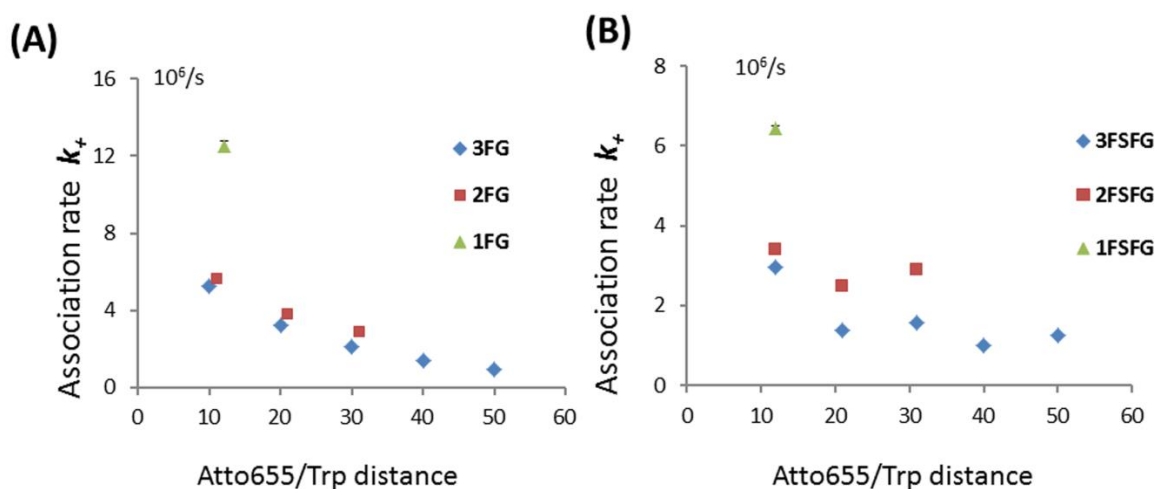 (A)
10⁶/s
Association rate k₊
16
12
8
4
0
0 10 20 30 40 50 60
Atto655/Trp distance
3FG
2FG
1FG
(B)
10⁶/s
Association rate k₊
8
6
4
2
0
0 10 20 30 40 50 60
Atto655/Trp distance
3FSFG
2FSFG
1FSFG